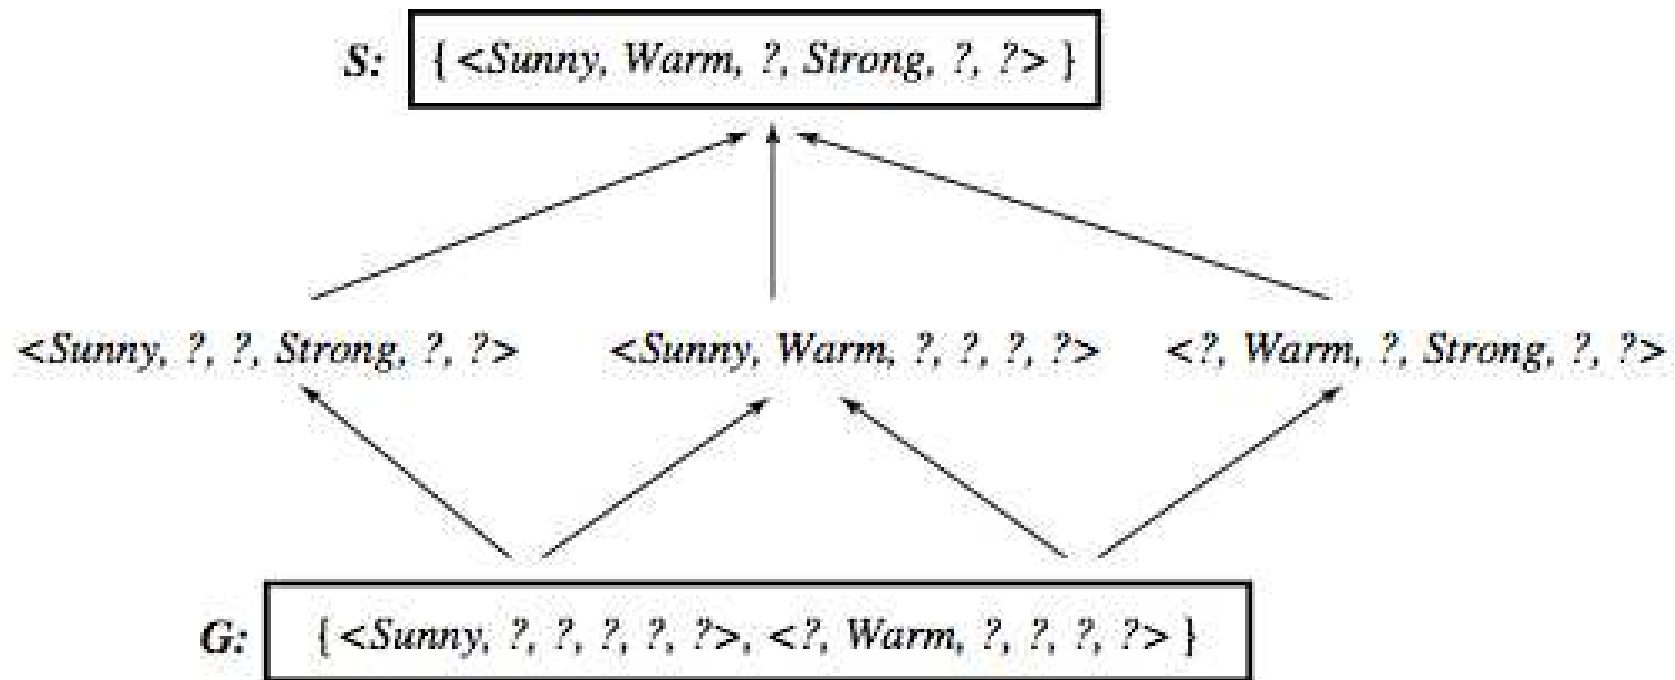 S: { <Sunny, Warm, ?, Strong, ?, ?> }
<Sunny, ?, ?, Strong, ?, ?> <Sunny, Warm, ?, ?, ?, ?> <?, Warm, ?, Strong, ?, ?>
G: { <Sunny, ?, ?, ?, ?, ?>, <?, Warm, ?, ?, ?, ?> }